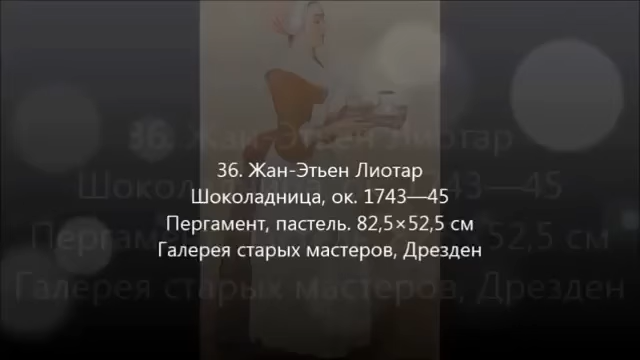 36. Жан-Этьен Лиотар
Шоколадница, ок. 1743—45
Пергамент, пастель. 82,5×52,5 см
Галерея старых мастеров, Дрезден